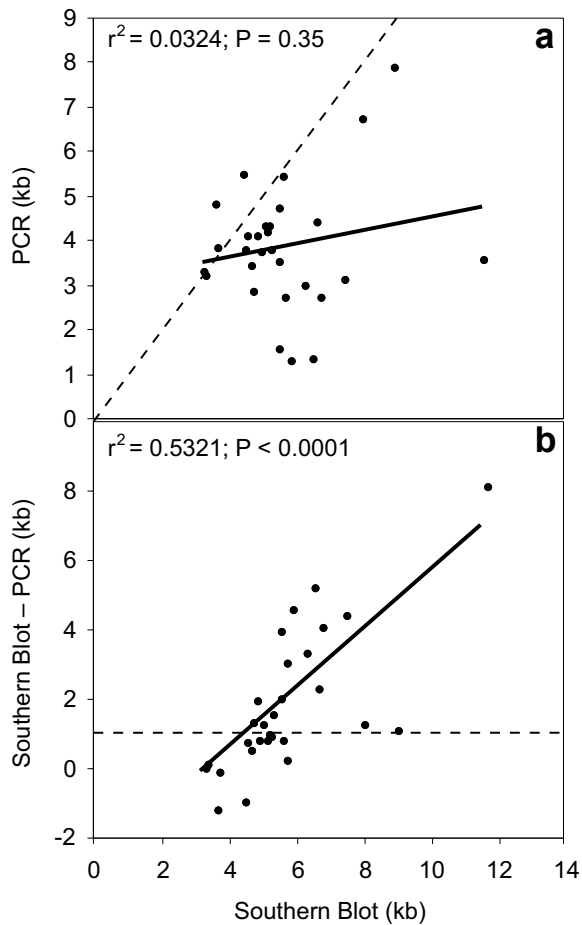 r² = 0.0324; P = 0.35
a
PCR (kb)
9
8
7
6
5
4
3
2
1
0
r² = 0.5321; P < 0.0001
b
Southern Blot – PCR (kb)
8
6
4
2
0
-2
0 2 4 6 8 10 12 14
Southern Blot (kb)